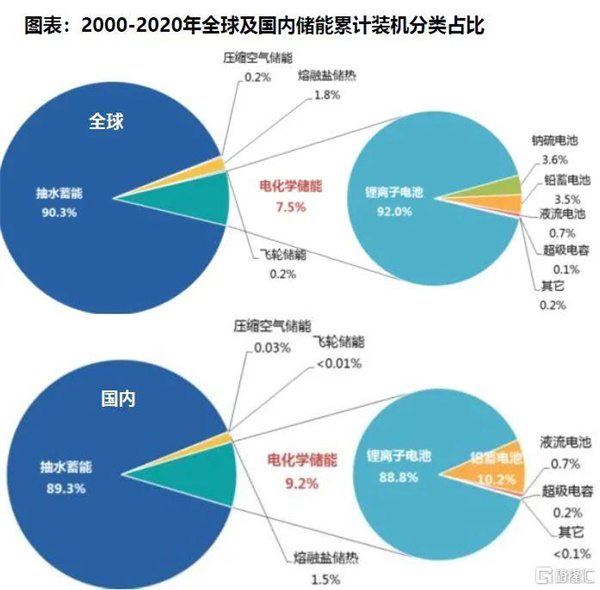 图表：2000-2020年全球及国内储能累计装机分类占比
压缩空气储能
0.2%
熔融盐储热
1.8%
全球
抽水蓄能
90.3%
电化学储能
7.5%
飞轮储能
0.2%
锂离子电池
92.0%
钠硫电池
3.6%
铅蓄电池
3.5%
液流电池
0.7%
超级电容
0.1%
其它
0.2%
压缩空气储能
0.03%
飞轮储能
<0.01%
国内
抽水蓄能
89.3%
电化学储能
9.2%
熔融盐储热
1.5%
锂离子电池
88.8%
铅蓄电池
10.2%
液流电池
0.7%
超级电容
0.2%
其它
<0.1%
格隆汇